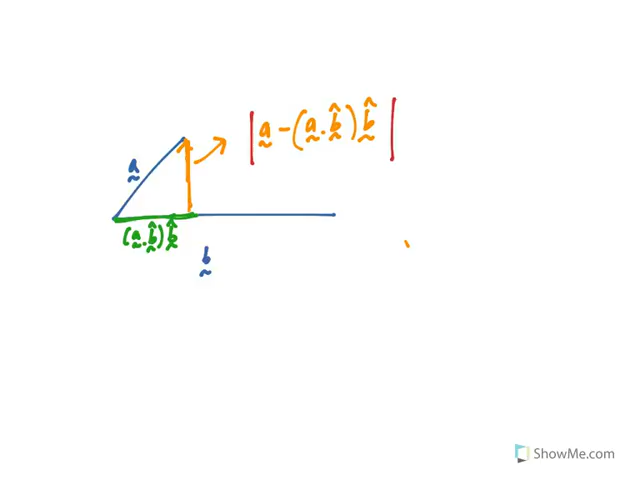 |a̰ - (a̰ . b̰̂) b̰̂|
a̰
(a̰ . b̰̂) b̰̂
b̰
ShowMe.com